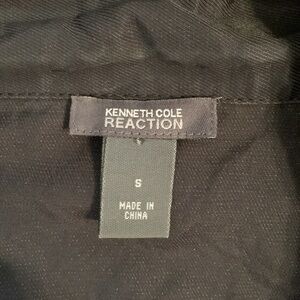 KENNETH COLE
REACTION
S
MADE IN
CHINA